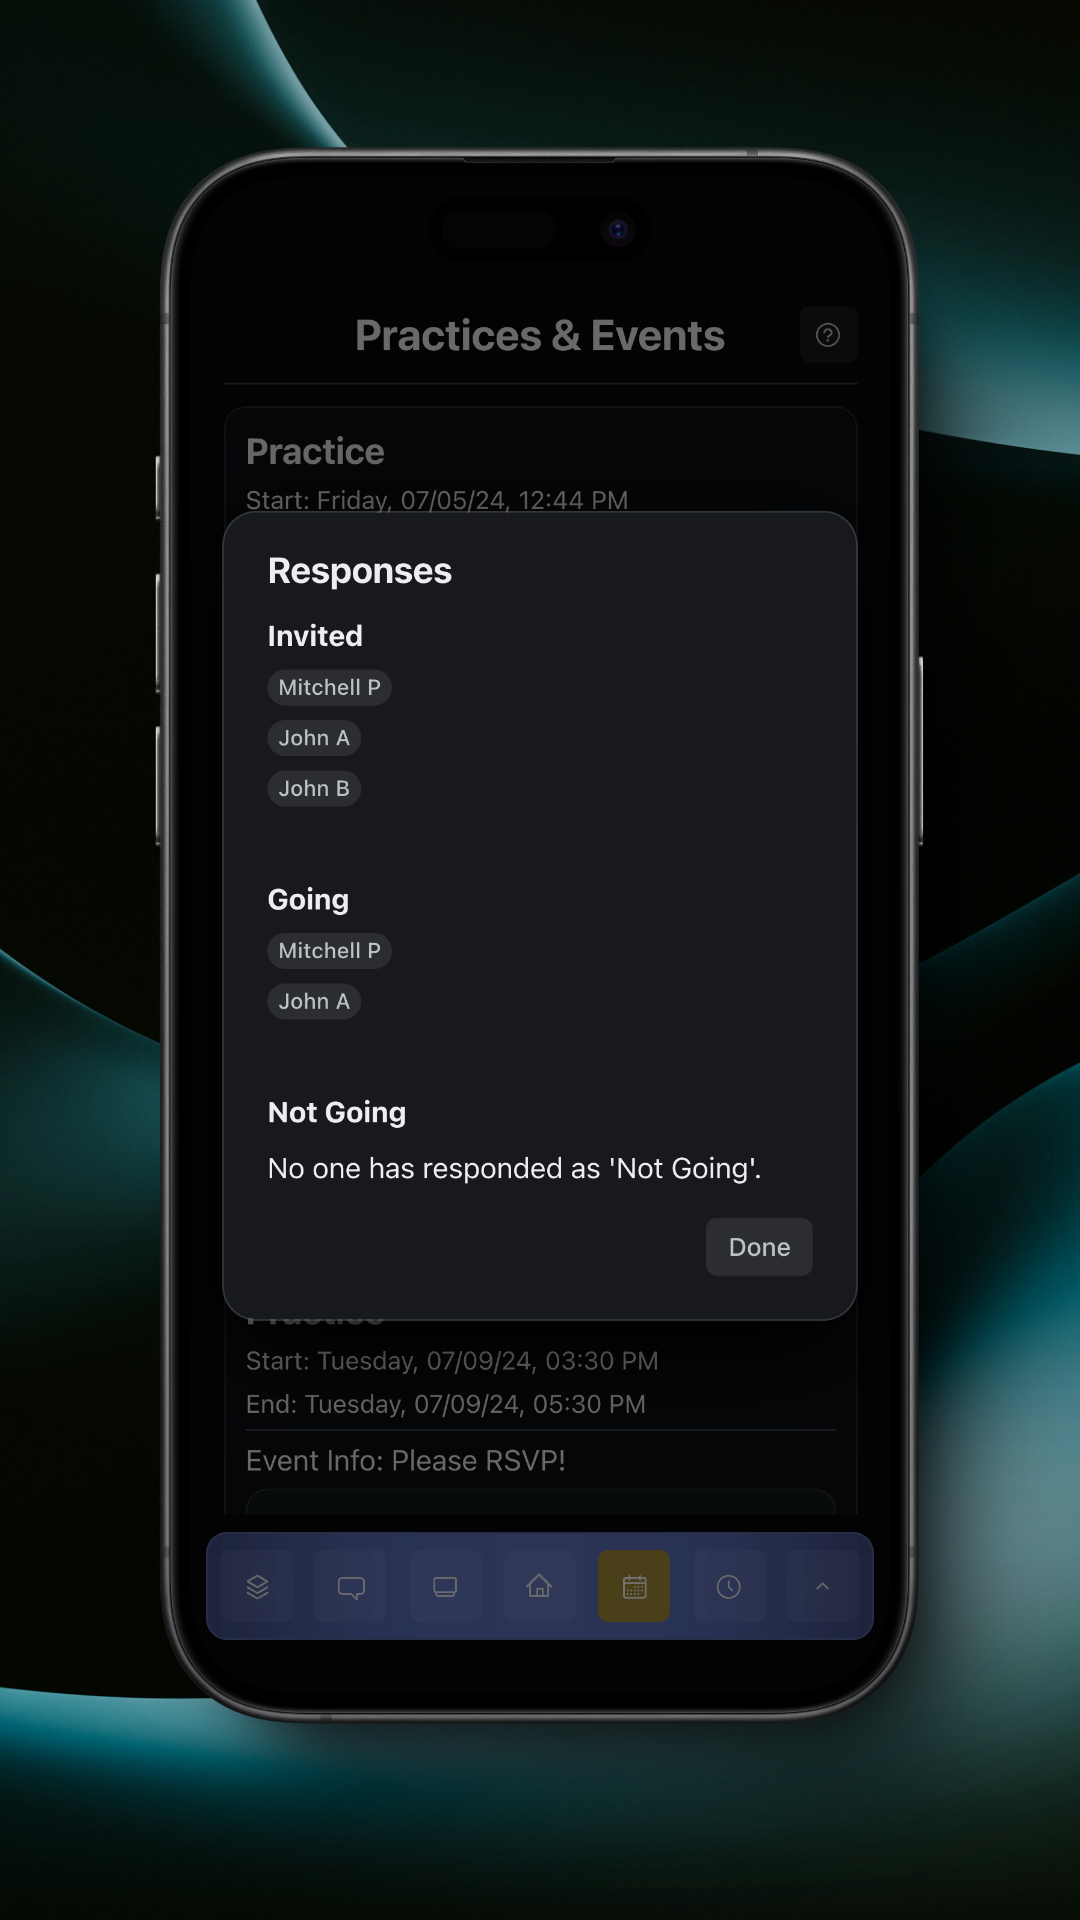 Practices & Events
Practice
Start: Friday, 07/05/24, 12:44 PM
Responses
Invited
Mitchell P
John A
John B
Going
Mitchell P
John A
Not Going
No one has responded as 'Not Going'.
Done
Practice
Start: Tuesday, 07/09/24, 03:30 PM
End: Tuesday, 07/09/24, 05:30 PM
Event Info: Please RSVP!